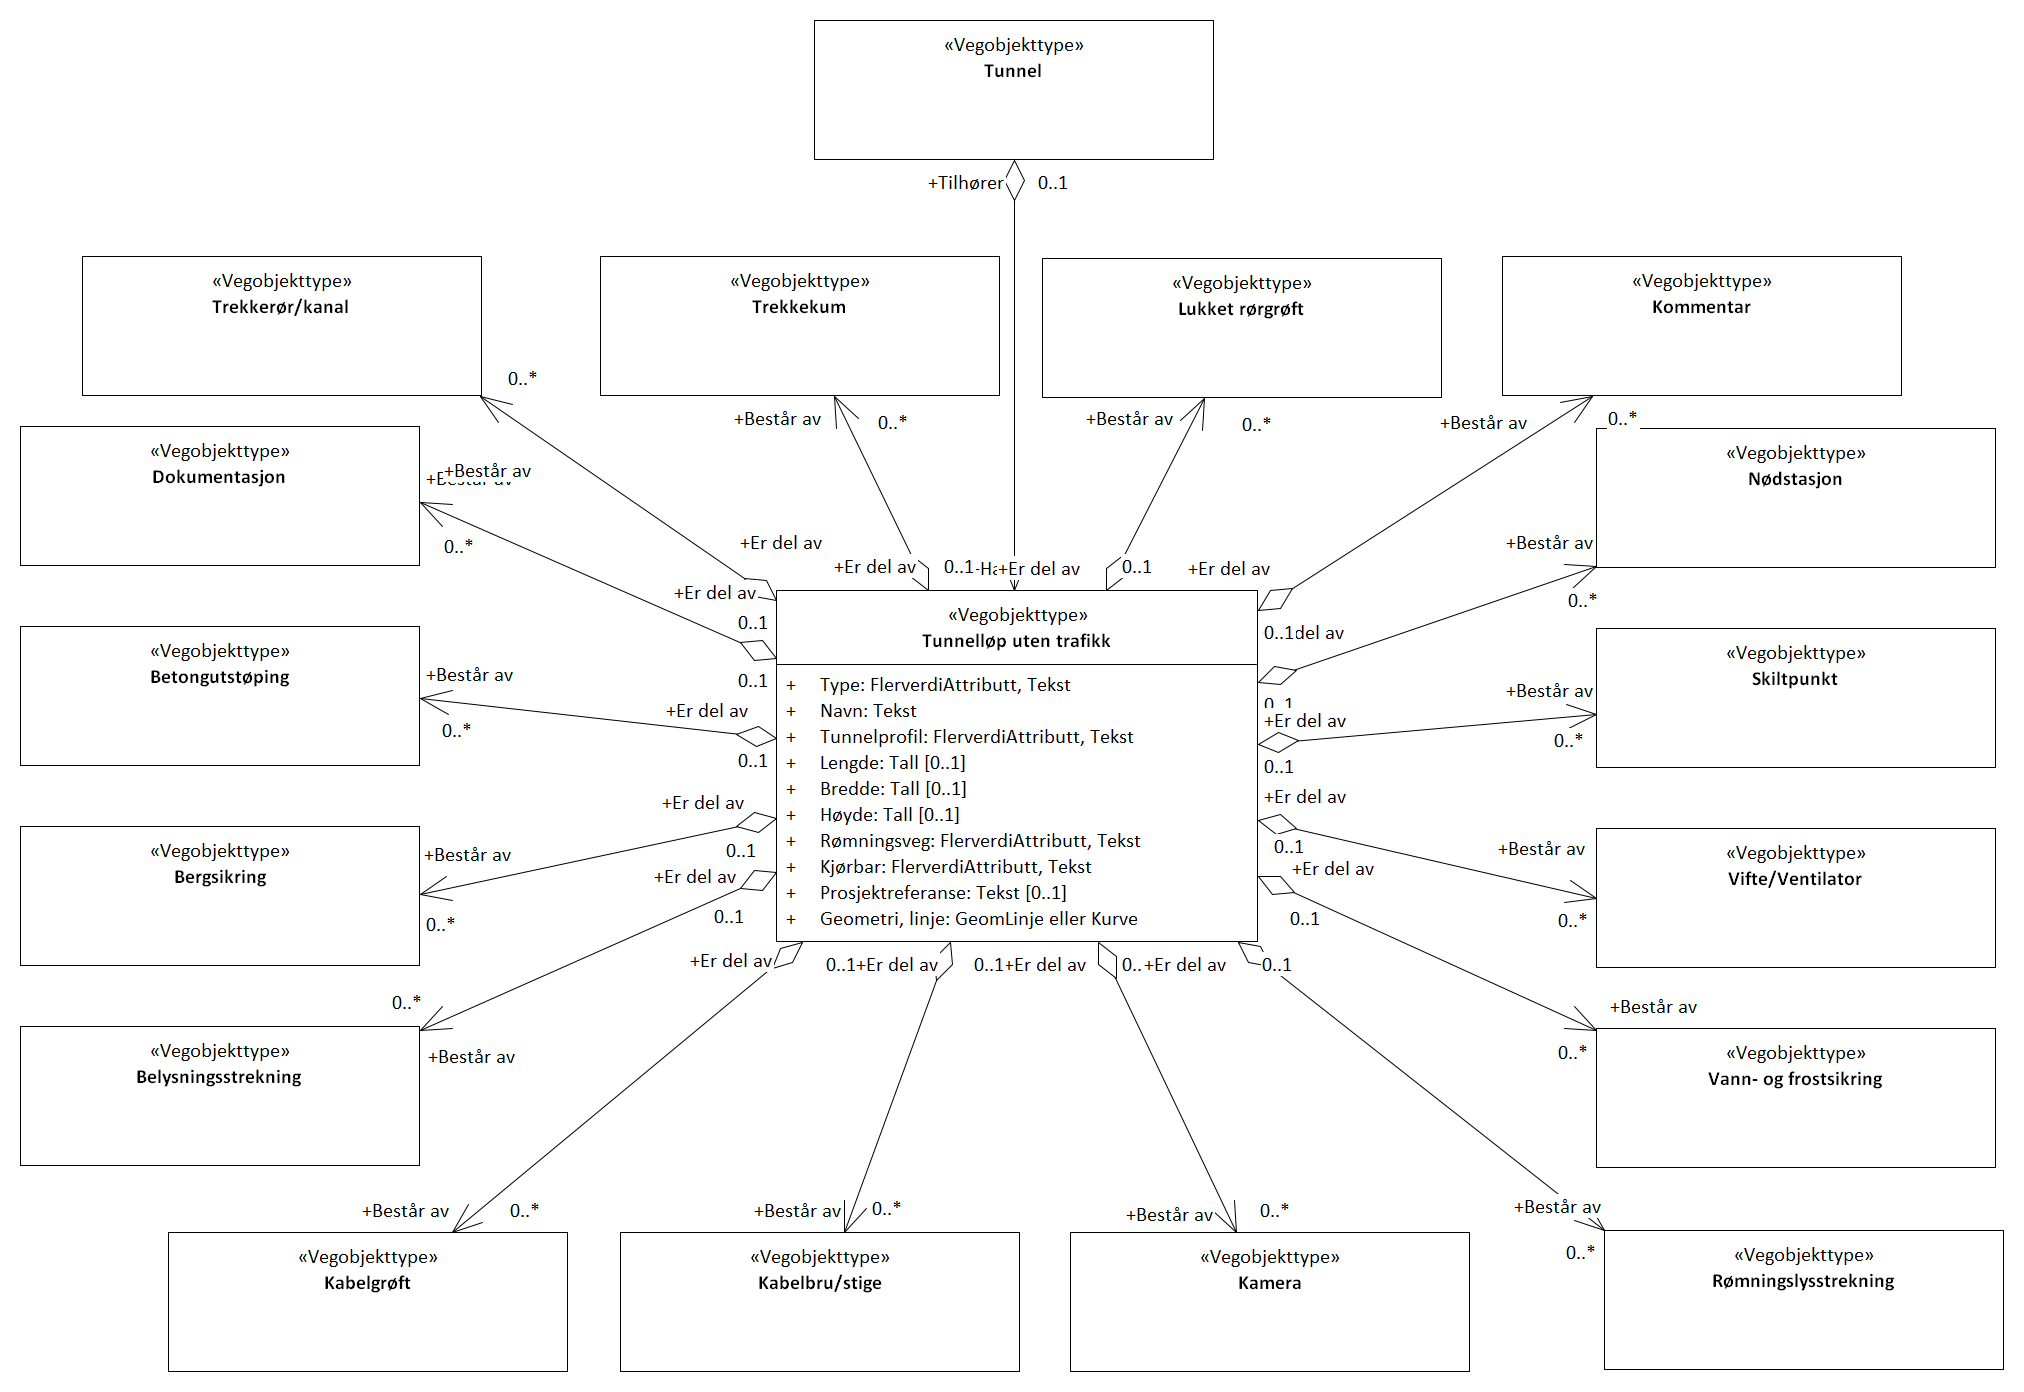 «Vegobjekttype»
Tunnel
+Tilhører 0..1
«Vegobjekttype»
Trekkerør/kanal
«Vegobjekttype»
Trekkekum
«Vegobjekttype»
Lukket rørgrøft
«Vegobjekttype»
Kommentar
0..*
+Består av 0..*
+Består av 0..*
+Består av 0..*
«Vegobjekttype»
Dokumentasjon
+Består av
0..*
«Vegobjekttype»
Nødstasjon
+Består av
0..*
+Er del av
+Er del av 0..1
+Er del av 0..1
+Er del av
+Er del av
0..1
0..1
del av
0..1
«Vegobjekttype»
Tunnelløp uten trafikk
+ Type: FlerverdiAttributt, Tekst
+ Navn: Tekst
+ Tunnelprofil: FlerverdiAttributt, Tekst
+ Lengde: Tall [0..1]
+ Bredde: Tall [0..1]
+ Høyde: Tall [0..1]
+ Rømningsveg: FlerverdiAttributt, Tekst
+ Kjørbar: FlerverdiAttributt, Tekst
+ Prosjektreferanse: Tekst [0..1]
+ Geometri, linje: GeomLinje eller Kurve
«Vegobjekttype»
Betongutstøping
+Består av
0..*
+Er del av
0..1
«Vegobjekttype»
Skiltpunkt
+Består av
0..*
0..1
+Er del av
0..1
«Vegobjekttype»
Bergsikring
+Består av
0..*
+Er del av
0..1
«Vegobjekttype»
Vifte/Ventilator
+Består av
0..*
+Er del av
0..1
«Vegobjekttype»
Belysningsstrekning
0..*
+Består av
+Er del av
0..1
«Vegobjekttype»
Vann- og frostsikring
+Består av
0..*
+Er del av
0..1
+Er del av 0..1
+Er del av 0..1
+Er del av 0..
+Er del av 0..1
+Består av 0..*
«Vegobjekttype»
Kabelgrøft
+Består av 0..*
«Vegobjekttype»
Kabelbru/stige
+Består av 0..*
«Vegobjekttype»
Kamera
+Består av
0..*
«Vegobjekttype»
Rømningslysstrekning